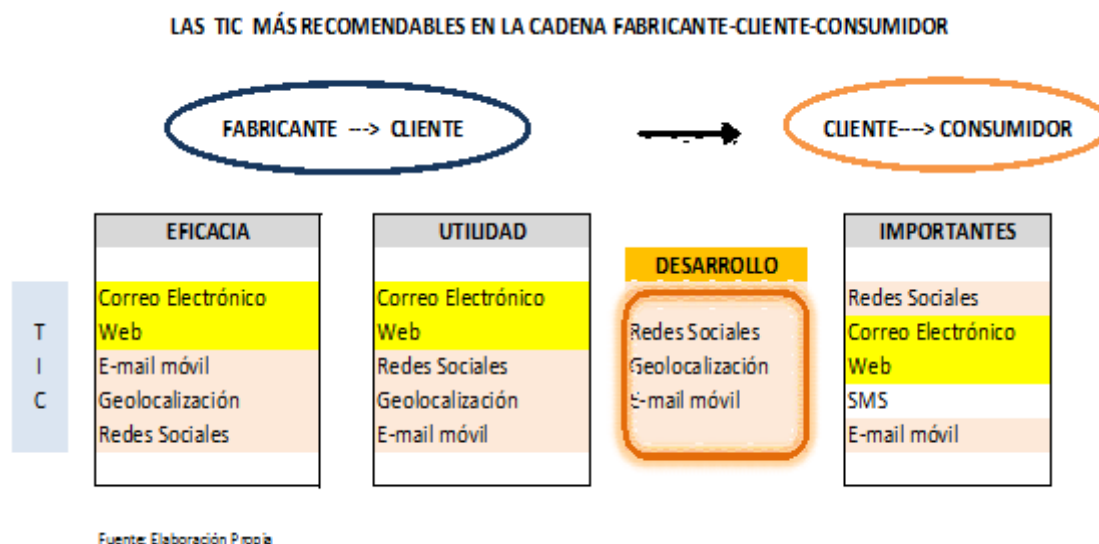 LAS TIC MÁS RECOMENDABLES EN LA CADENA FABRICANTE-CLIENTE-CONSUMIDOR
FABRICANTE ---> CLIENTE
CLIENTE----> CONSUMIDOR
EFICACIA
Correo Electrónico
Web
E-mail móvil
Geolocalización
Redes Sociales
UTILIDAD
Correo Electrónico
Web
Redes Sociales
Geolocalización
E-mail móvil
DESARROLLO
Redes Sociales
Geolocalización
E-mail móvil
IMPORTANTES
Redes Sociales
Correo Electrónico
Web
SMS
E-mail móvil
T
I
C
Fuente: Elaboración Propia